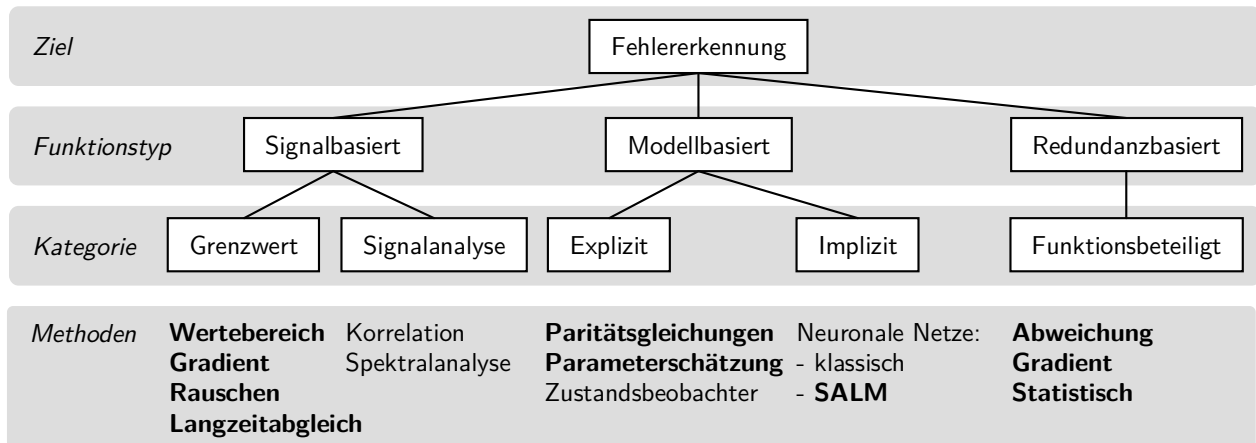 Ziel
Fehlererkennung
Funktionstyp
Signalbasiert
Modellbasiert
Redundanzbasiert
Kategorie
Grenzwert
Signalanalyse
Explizit
Implizit
Funktionsbeteiligt
Methoden
Wertebereich
Gradient
Rauschen
Langzeitabgleich
Korrelation
Spektralanalyse
Paritätsgleichungen
Parameterschätzung
Zustandsbeobachter
Neuronale Netze:
- klassisch
- SALM
Abweichung
Gradient
Statistisch